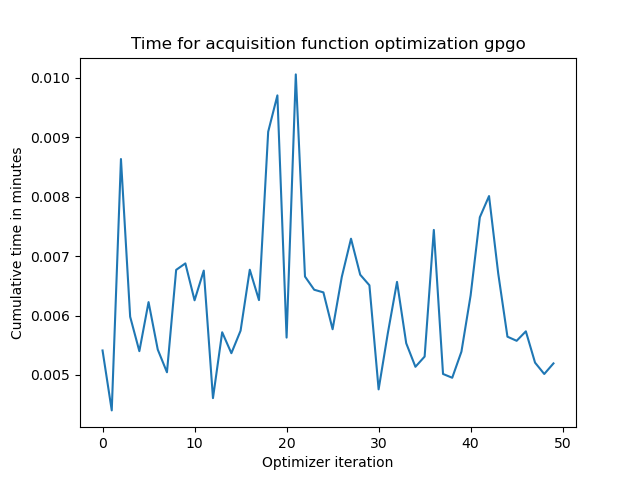 Time for acquisition function optimization gpgo
0.010
0.009
0.008
0.007
0.006
0.005
Cumulative time in minutes
0 10 20 30 40 50
Optimizer iteration